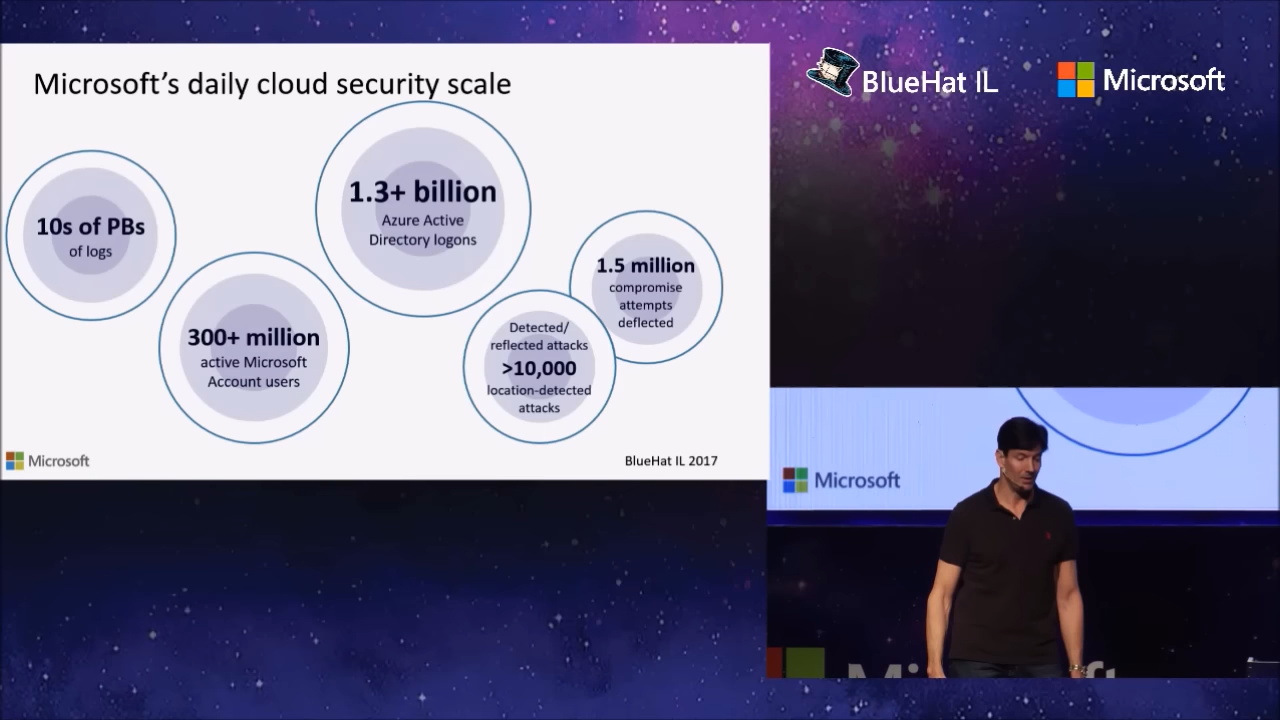 Microsoft's daily cloud security scale
BlueHat IL
Microsoft
10s of PBs
of logs
300+ million
active Microsoft
Account users
1.3+ billion
Azure Active
Directory logons
Detected/
reflected attacks
>10,000
location-detected
attacks
1.5 million
compromise
attempts
deflected
Microsoft
BlueHat IL 2017
Microsoft